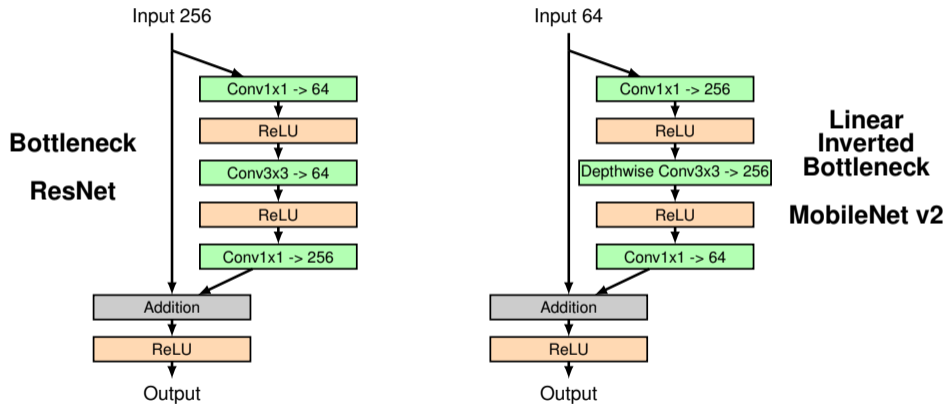 Input 256
Bottleneck
ResNet
Conv1x1 -> 64
ReLU
Conv3x3 -> 64
ReLU
Conv1x1 -> 256
Addition
ReLU
Output
Input 64
Conv1x1 -> 256
ReLU
Depthwise Conv3x3 -> 256
ReLU
Conv1x1 -> 64
Addition
ReLU
Output
Linear
Inverted
Bottleneck
MobileNet v2